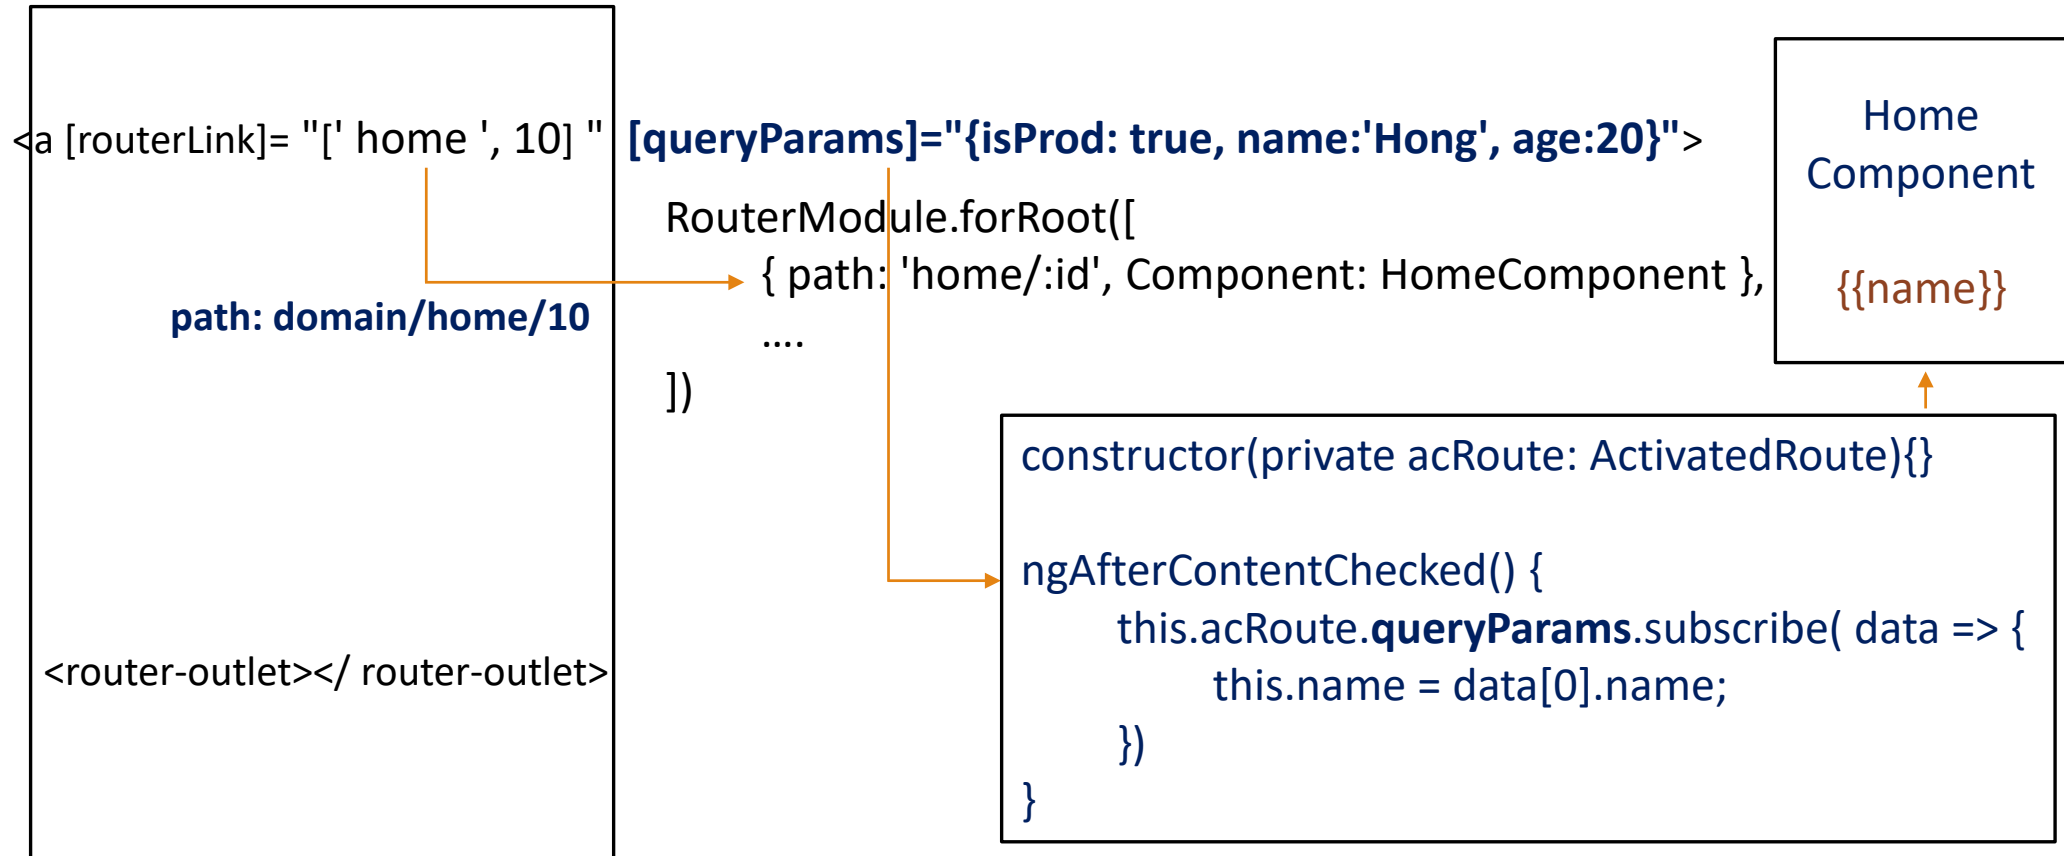 <a [routerLink]= "[' home ', 10] " [queryParams]="{isProd: true, name:'Hong', age:20}">
RouterModule.forRoot([
{ path: 'home/:id', Component: HomeComponent },
....
])
path: domain/home/10
<router-outlet></ router-outlet>
Home
Component
{{name}}
constructor(private acRoute: ActivatedRoute){}
ngAfterContentChecked() {
this.acRoute.queryParams.subscribe( data => {
this.name = data[0].name;
})
}